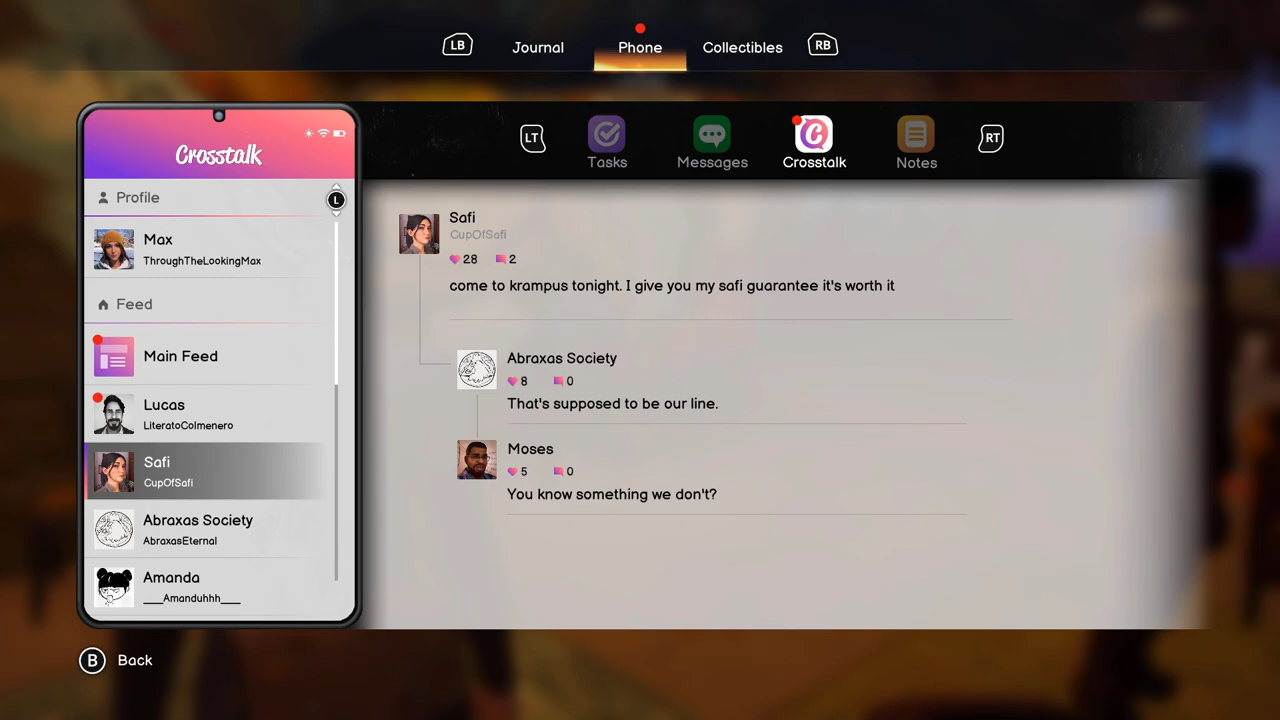 LB Journal Phone Collectibles RB
Crosstalk
LT Tasks Messages Crosstalk Notes RT
Profile
L
Max
ThroughTheLookingMax
Feed
Main Feed
Lucas
LiteratoColmenero
Safi
CupOfSafi
Abraxas Society
AbraxasEternal
Amanda
____Amanduhhh____
Safi
CupOfSafi
28 2
come to krampus tonight. I give you my safi guarantee it's worth it
Abraxas Society
8 0
That's supposed to be our line.
Moses
5 0
You know something we don't?
B Back